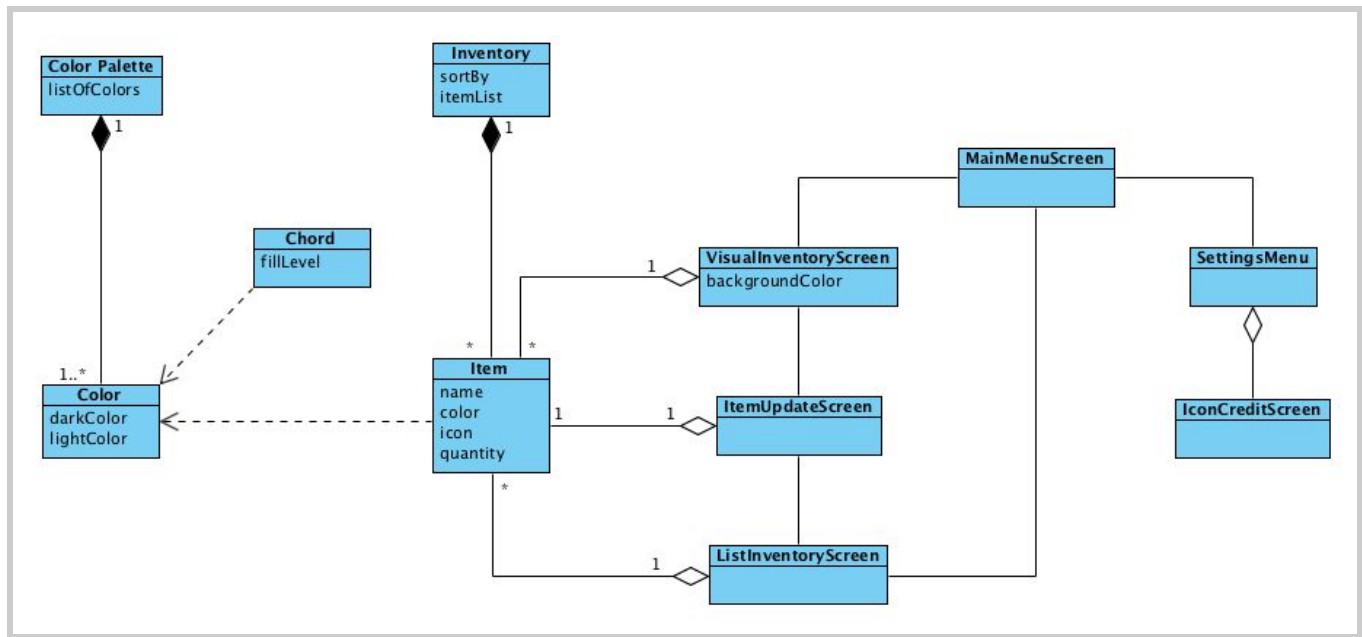 Color Palette
listOfColors
1
1..*
Color
darkColor
lightColor
Chord
fillLevel
Inventory
sortBy
itemList
1
*
*
Item
name
color
icon
quantity
*
1
1
1
1
VisualInventoryScreen
backgroundColor
ItemUpdateScreen
ListInventoryScreen
MainMenuScreen
SettingsMenu
IconCreditScreen